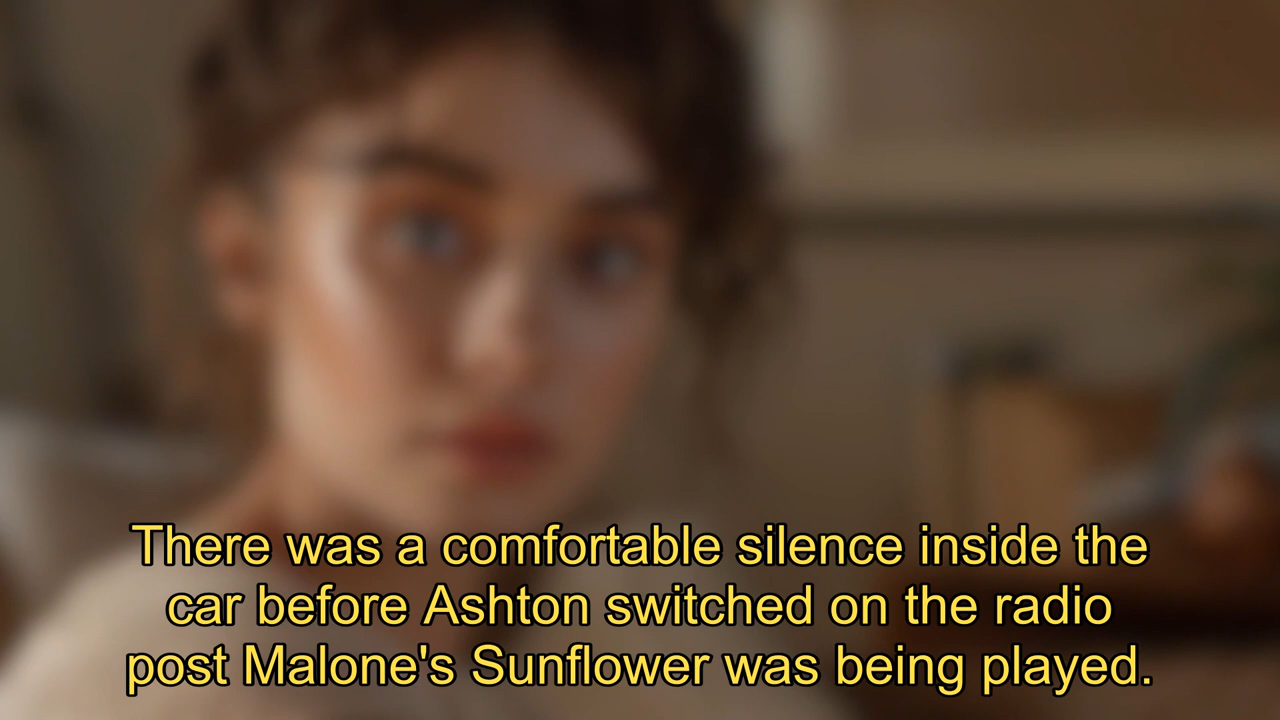 There was a comfortable silence inside the
car before Ashton switched on the radio
post Malone's Sunflower was being played.